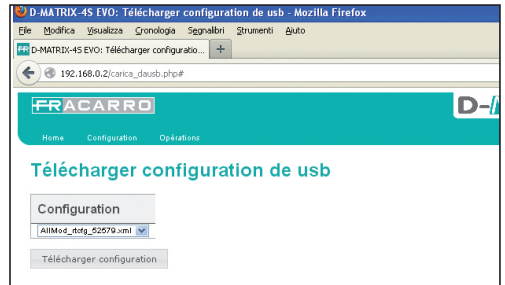 D-MATRIX-4S EVO: Télécharger configuration de usb - Mozilla Firefox
File Modifica Visualizza Cronologia Segnalibri Strumenti Aiuto
FR D-MATRIX-4S EVO: Télécharger configuratio... +
192.168.0.2/carica_dausb.php#
FRACARRO
D-
Home Configuration Opérations
Télécharger configuration de usb
Configuration
AllMod_rtcfg_52579.xml
Télécharger configuration